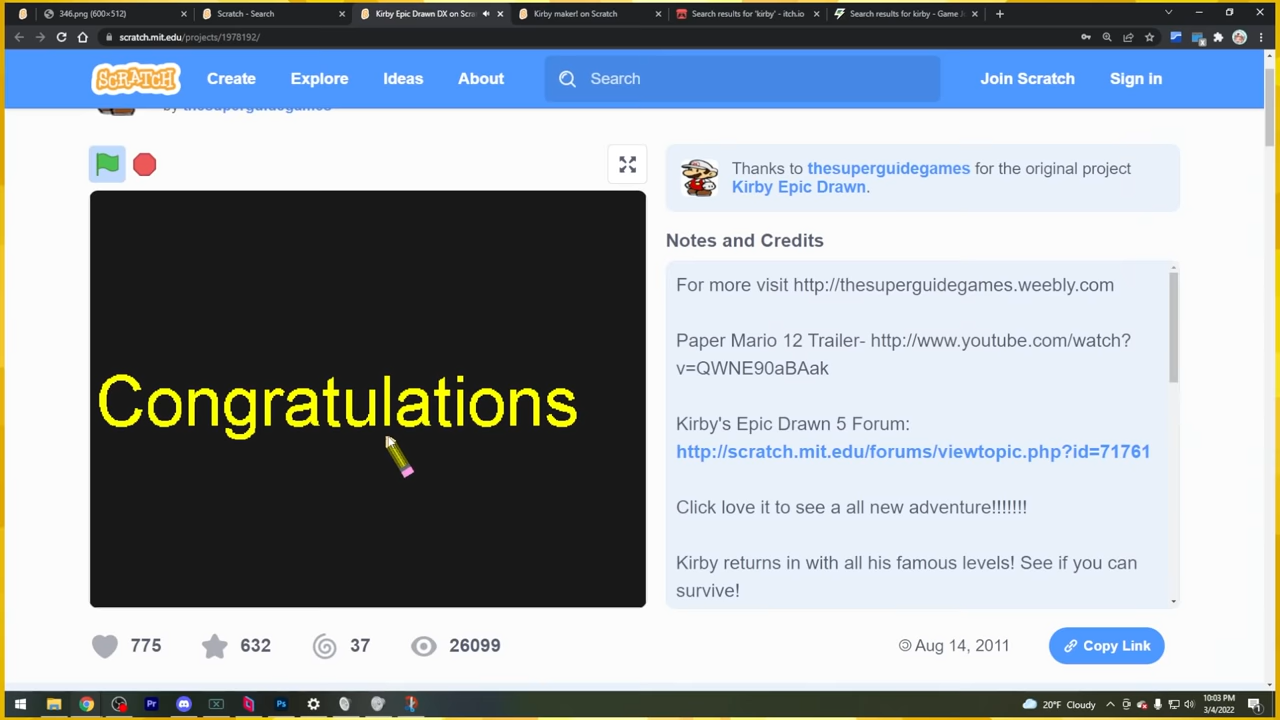 346.png (600×512)
Scratch - Search
Kirby Epic Drawn DX on Scra
Kirby maker! on Scratch
Search results for 'kirby' - itch.io
Search results for kirby - Game J
scratch.mit.edu/projects/1978192/
SCRATCH
Create
Explore
Ideas
About
Search
Join Scratch
Sign in
by thesuperguidegames
Thanks to thesuperguidegames for the original project
Kirby Epic Drawn.
Notes and Credits
For more visit http://thesuperguidegames.weebly.com
Paper Mario 12 Trailer- http://www.youtube.com/watch?
v=QWNE90aBAak
Kirby's Epic Drawn 5 Forum:
http://scratch.mit.edu/forums/viewtopic.php?id=71761
Click love it to see a all new adventure!!!!!!!
Kirby returns in with all his famous levels! See if you can
survive!
Congratulations
775
632
37
26099
Aug 14, 2011
Copy Link
Pr
Ps
20°F Cloudy
10:03 PM
3/4/2022
1